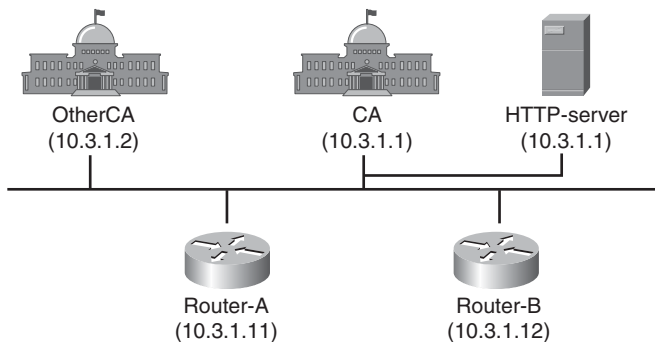 OtherCA
(10.3.1.2)
CA
(10.3.1.1)
HTTP-server
(10.3.1.1)
Router-A
(10.3.1.11)
Router-B
(10.3.1.12)